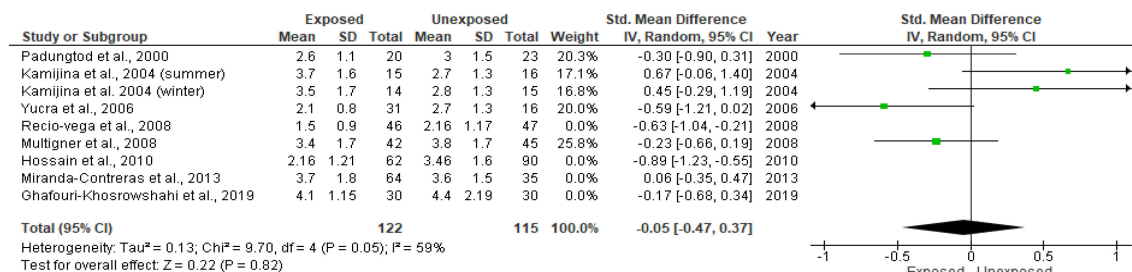 Exposed Unexposed Std. Mean Difference Std. Mean Difference
Study or Subgroup Mean SD Total Mean SD Total Weight IV, Random, 95% CI Year IV, Random, 95% CI
Padungtod et al., 2000 2.6 1.1 20 3 1.5 23 20.3% -0.30 [-0.90, 0.31] 2000
Kamijina et al., 2004 (summer) 3.7 1.6 15 2.7 1.3 16 17.1% 0.67 [-0.06, 1.40] 2004
Kamijina et al. 2004 (winter) 3.5 1.7 14 2.8 1.3 15 16.8% 0.45 [-0.29, 1.19] 2004
Yucra et al., 2006 2.1 0.8 31 2.7 1.3 16 20.0% -0.59 [-1.21, 0.02] 2006
Recio-vega et al., 2008 1.5 0.9 46 2.16 1.17 47 0.0% -0.63 [-1.04, -0.21] 2008
Multigner et al., 2008 3.4 1.7 42 3.8 1.7 45 25.8% -0.23 [-0.66, 0.19] 2008
Hossain et al., 2010 2.16 1.21 62 3.46 1.6 90 0.0% -0.89 [-1.23, -0.55] 2010
Miranda-Contreras et al., 2013 3.7 1.8 64 3.6 1.5 35 0.0% 0.06 [-0.35, 0.47] 2013
Ghafouri-Khosrowshahi et al., 2019 4.1 1.15 30 4.4 2.19 30 0.0% -0.17 [-0.68, 0.34] 2019
Total (95% CI) 122 115 100.0% -0.05 [-0.47, 0.37]
Heterogeneity: Tau² = 0.13; Chi² = 9.70, df = 4 (P = 0.05); I² = 59%
Test for overall effect: Z = 0.22 (P = 0.82)
-1 -0.5 0 0.5 1
Exposed Unexposed